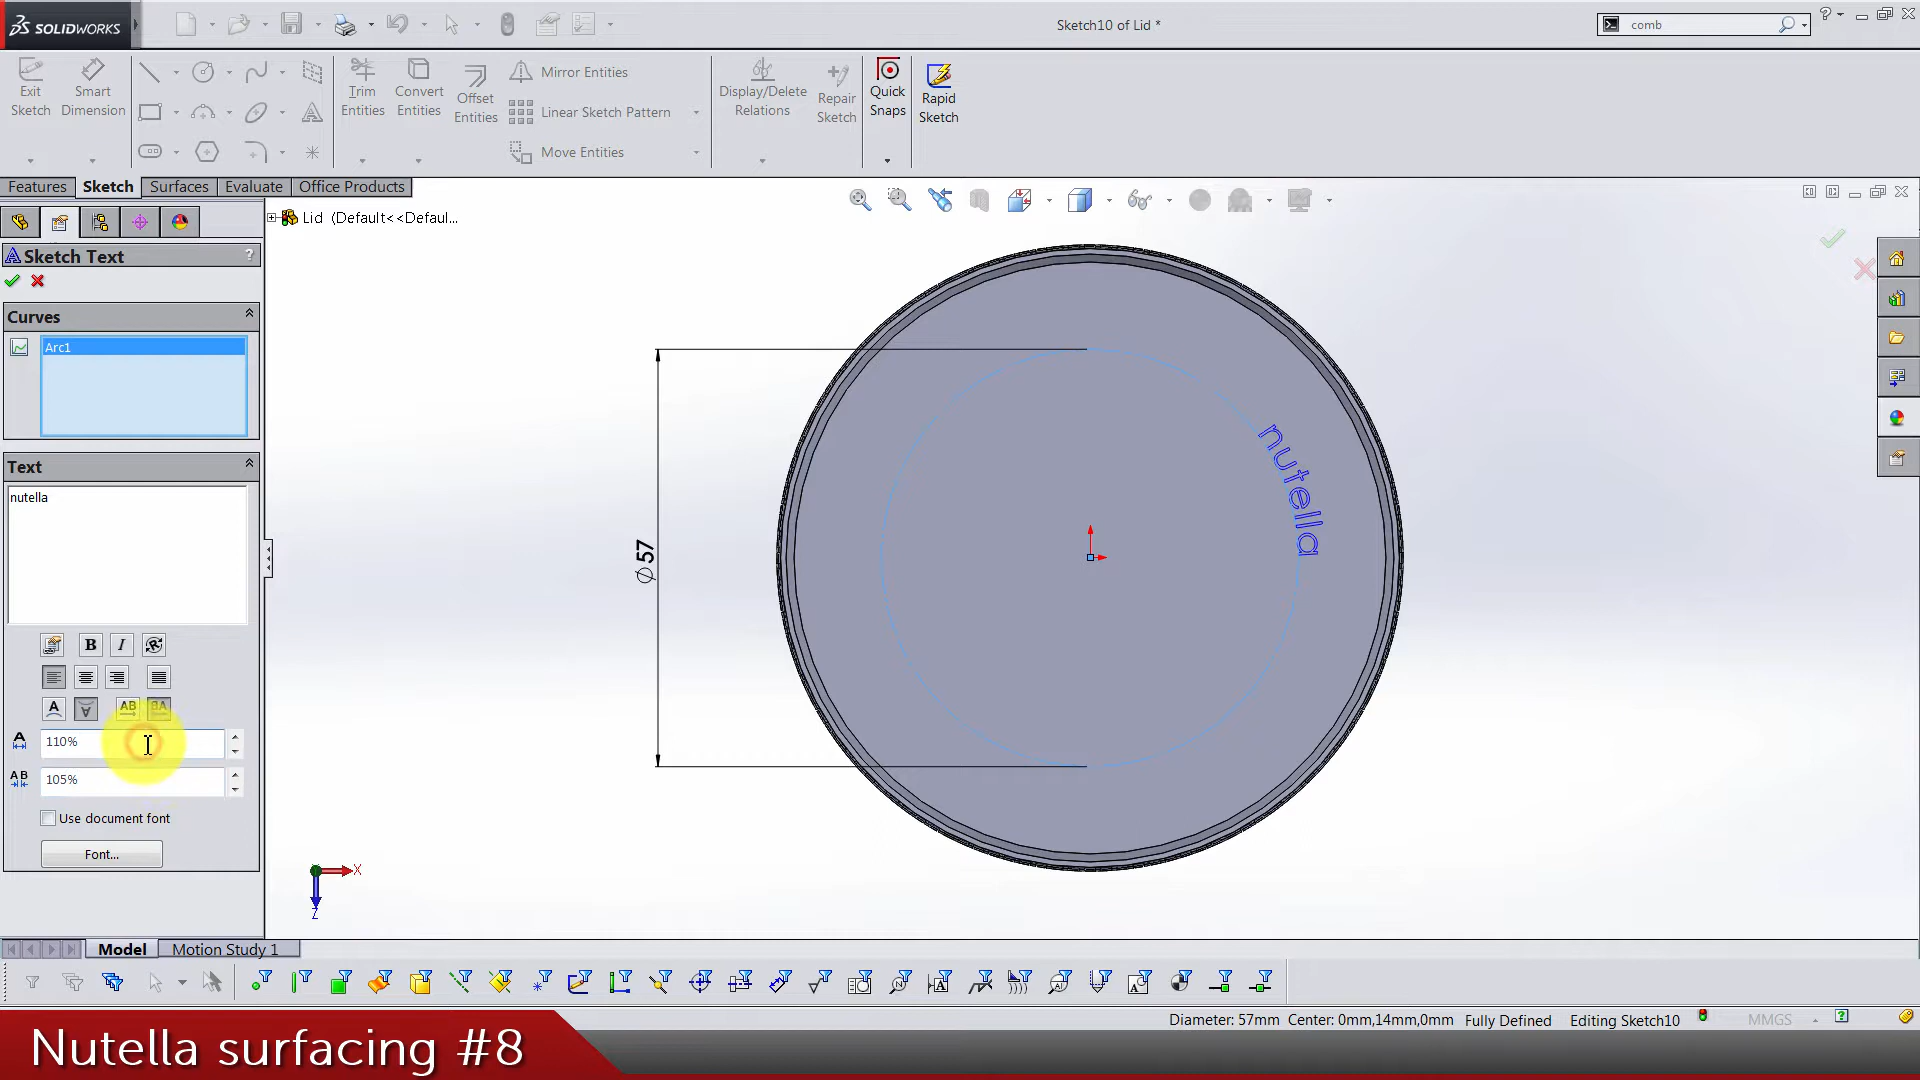 SOLIDWORKS
Sketch10 of Lid *
comb
Exit Sketch
Smart Dimension
Trim Entities
Convert Entities
Offset Entities
Mirror Entities
Linear Sketch Pattern
Move Entities
Display/Delete Relations
Repair Sketch
Quick Snaps
Rapid Sketch
Features
Sketch
Surfaces
Evaluate
Office Products
Lid (Default<<Defaul...
Sketch Text
?
Curves
Arc1
Text
nutella
B
I
A
AB
110%
105%
Use document font
Font...
nutella
∅57
X
Z
Model
Motion Study 1
Diameter: 57mm Center: 0mm,14mm,0mm
Fully Defined
Editing Sketch10
MMGS
Nutella surfacing #8